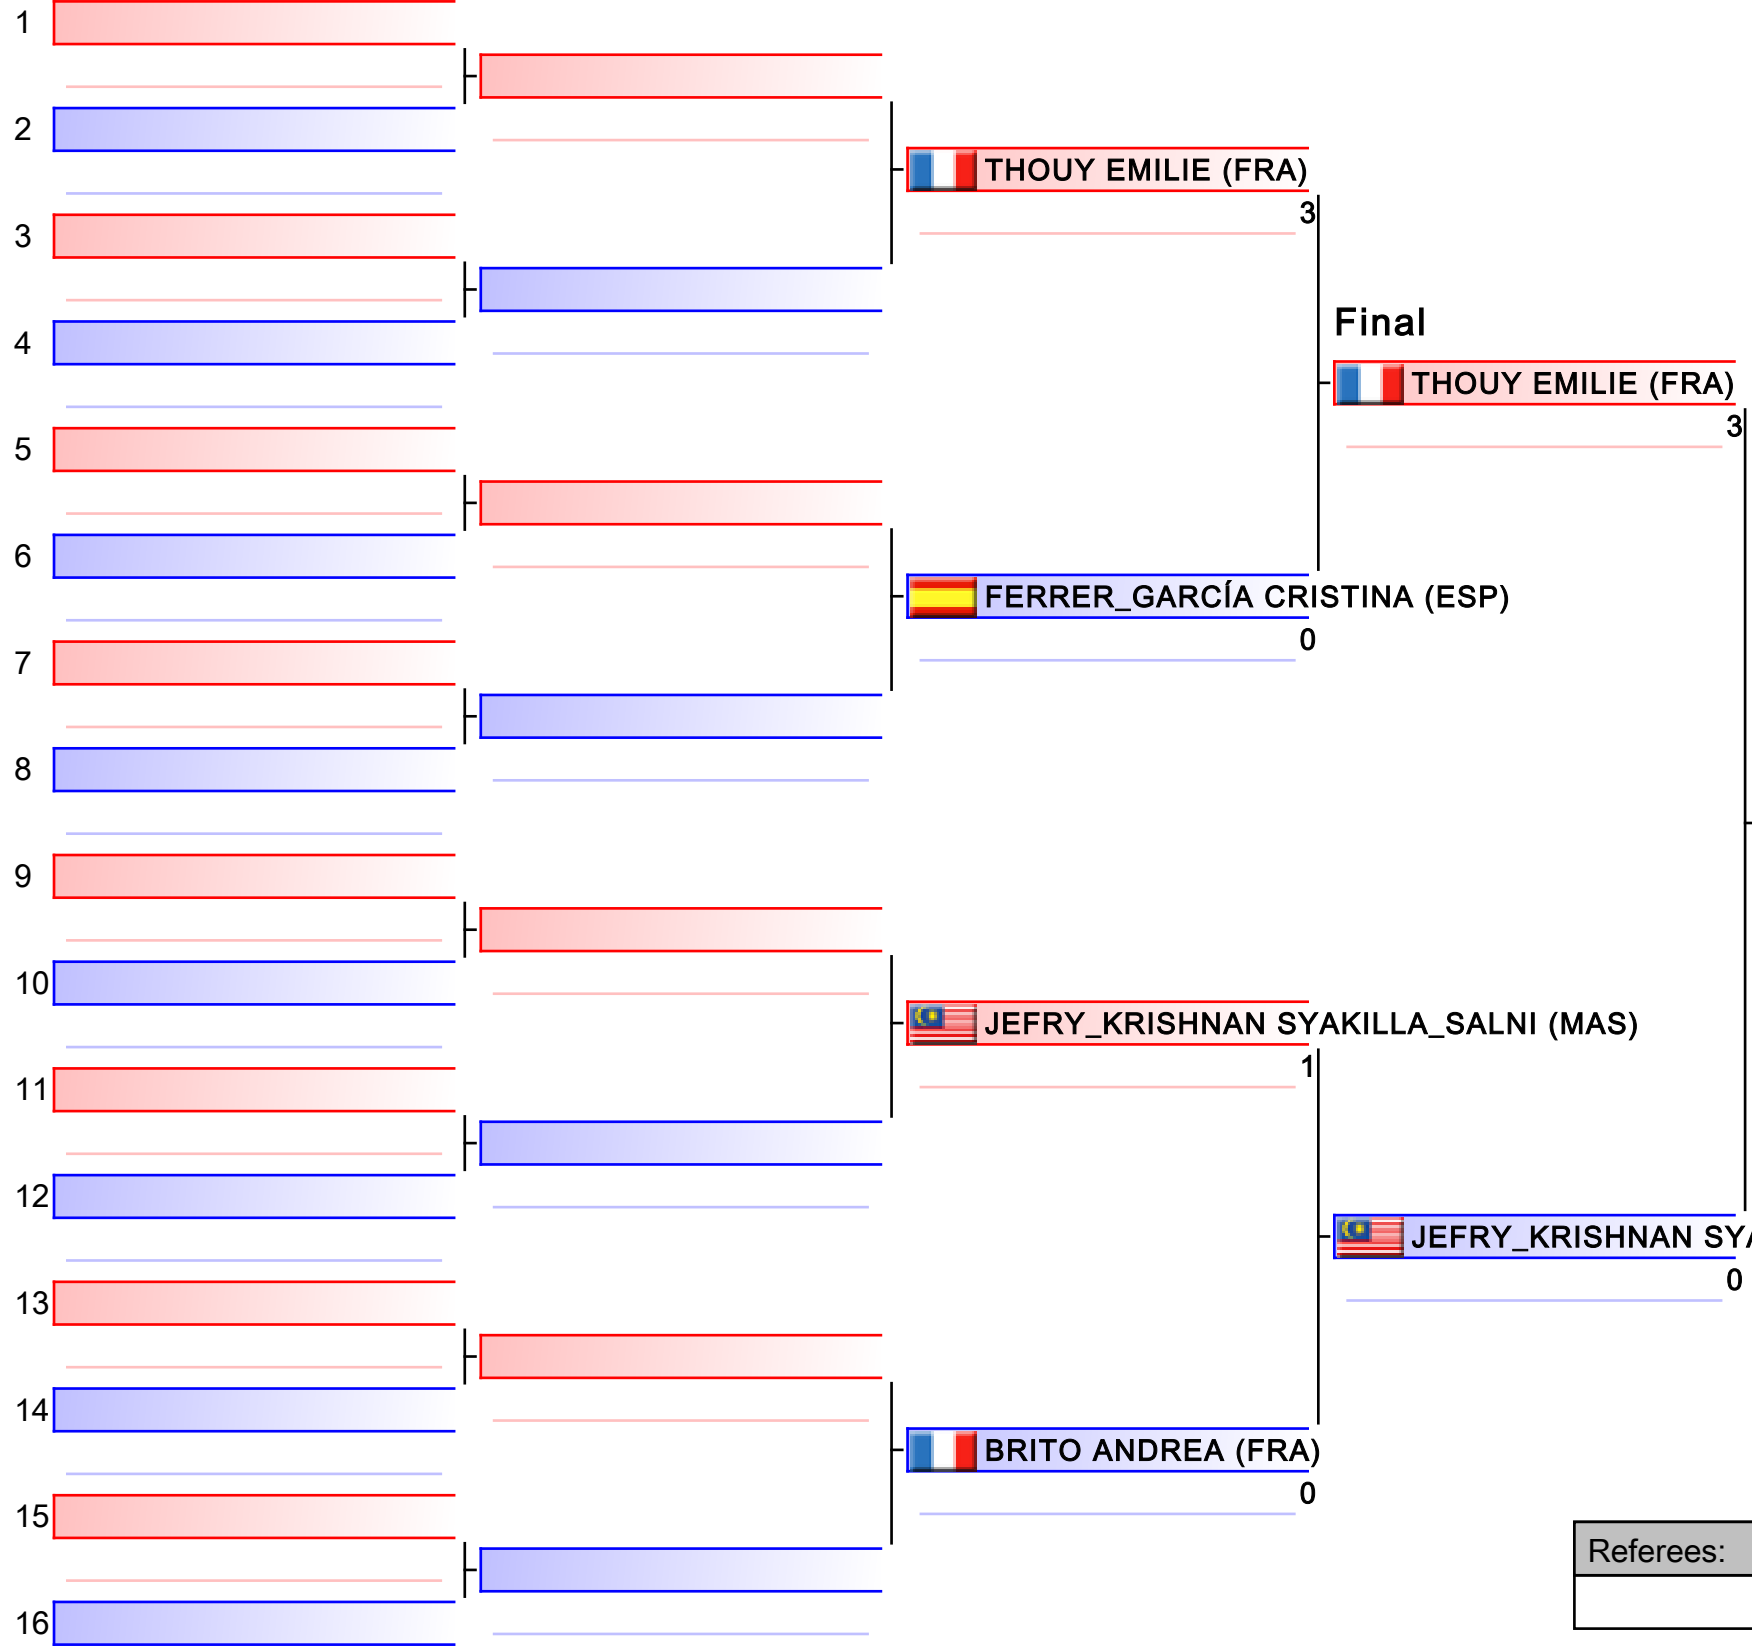 1
2
THOUY EMILIE (FRA)
3
3
Final
4
THOUY EMILIE (FRA)
3
5
6
FERRER_GARCÍA CRISTINA (ESP)
0
7
8
9
10
JEFRY_KRISHNAN SYAKILLA_SALNI (MAS)
1
11
12
JEFRY_KRISHNAN SYA
0
13
14
BRITO ANDREA (FRA)
0
15
Referees:
16